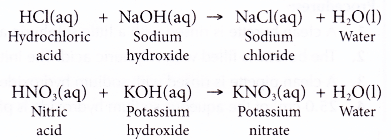 HCl(aq) + NaOH(aq) → NaCl(aq) + H₂O(l)
Hydrochloric Sodium Sodium Water
acid hydroxide chloride
HNO₃(aq) + KOH(aq) → KNO₃(aq) + H₂O(l)
Nitric Potassium Potassium Water
acid hydroxide nitrate